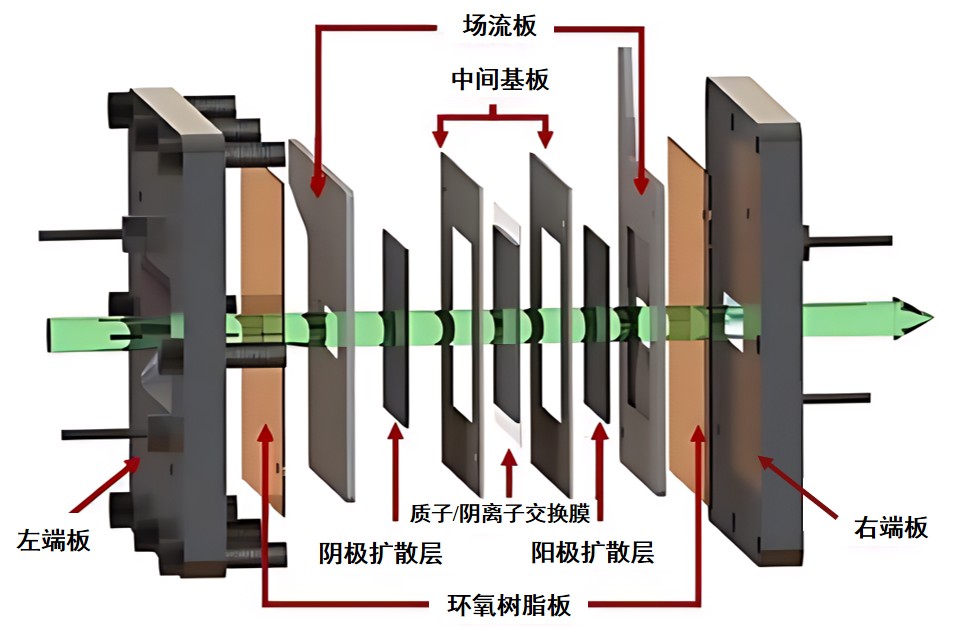 场流板
中间基板
质子/阴离子交换膜
左端板
阴极扩散层
阳极扩散层
右端板
环氧树脂板